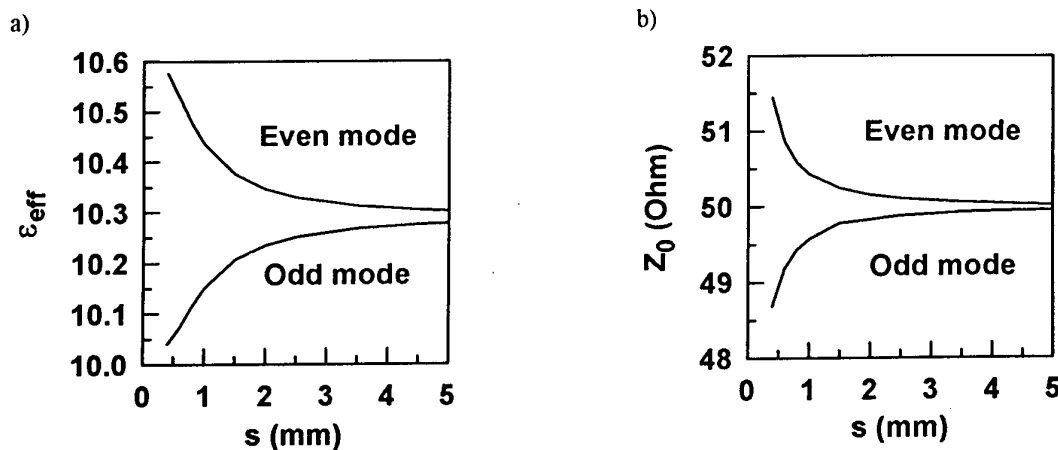 a)
10.6
10.5
10.4
10.3
10.2
10.1
10.0
ε_eff
Even mode
Odd mode
0 1 2 3 4 5
s (mm)
b)
52
51
50
49
48
Z_0 (Ohm)
Even mode
Odd mode
0 1 2 3 4 5
s (mm)